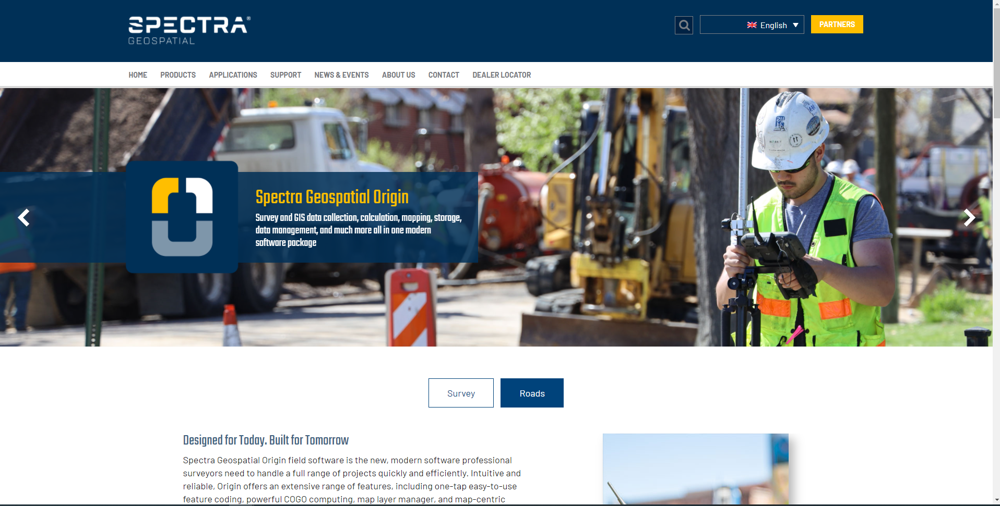 SPECTRA®
GEOSPATIAL
English
PARTNERS
HOME PRODUCTS APPLICATIONS SUPPORT NEWS & EVENTS ABOUT US CONTACT DEALER LOCATOR
Spectra Geospatial Origin
Survey and GIS data collection, calculation, mapping, storage,
data management, and much more all in one modern
software package
11
Survey
Roads
Designed for Today. Built for Tomorrow
Spectra Geospatial Origin field software is the new, modern software professional
surveyors need to handle a full range of projects quickly and efficiently. Intuitive and
reliable, Origin offers an extensive range of features, including one-tap easy-to-use
feature coding, powerful COGO computing, map layer manager, and map-centric